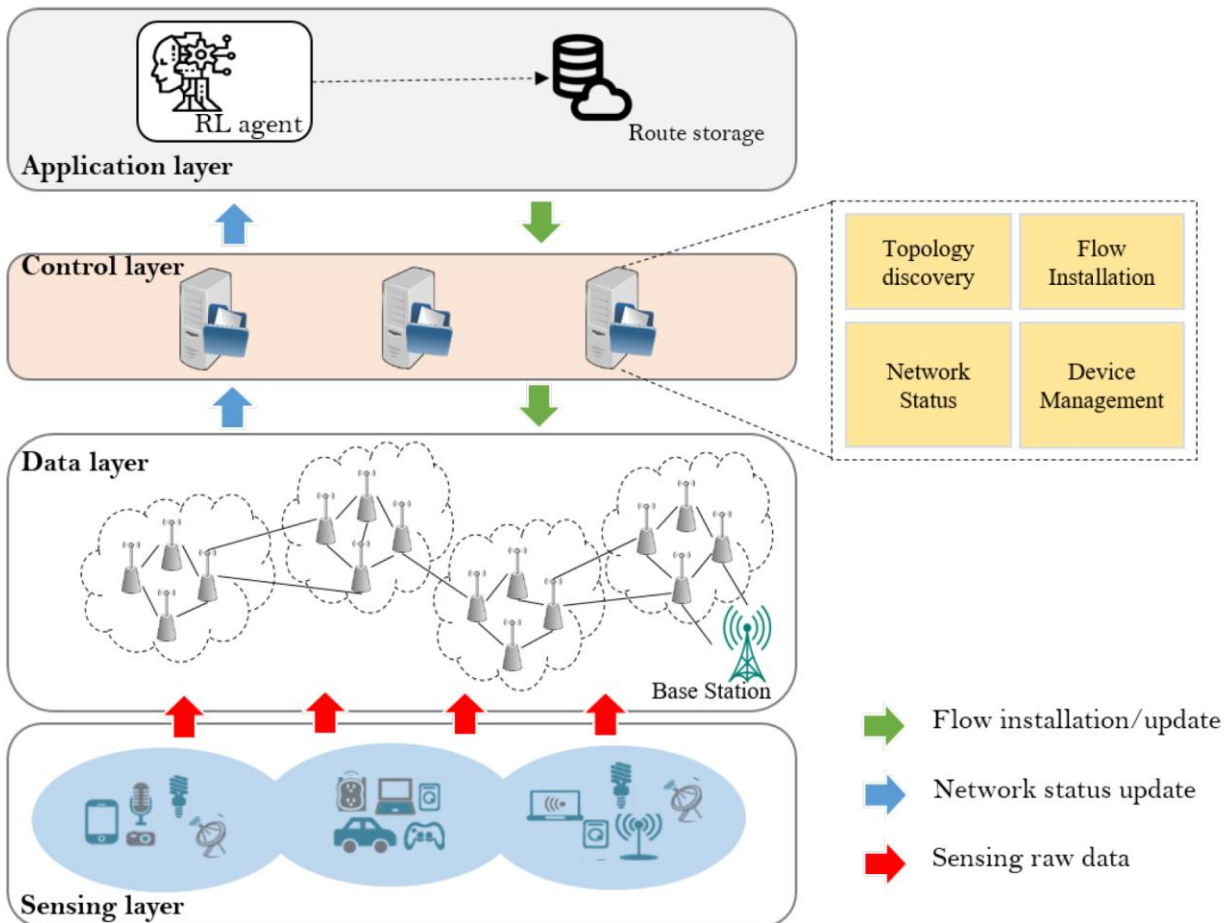 RL agent
Route storage
Application layer
Control layer
Topology
discovery
Flow
Installation
Network
Status
Device
Management
Data layer
Base Station
Flow installation/update
Network status update
Sensing raw data
Sensing layer